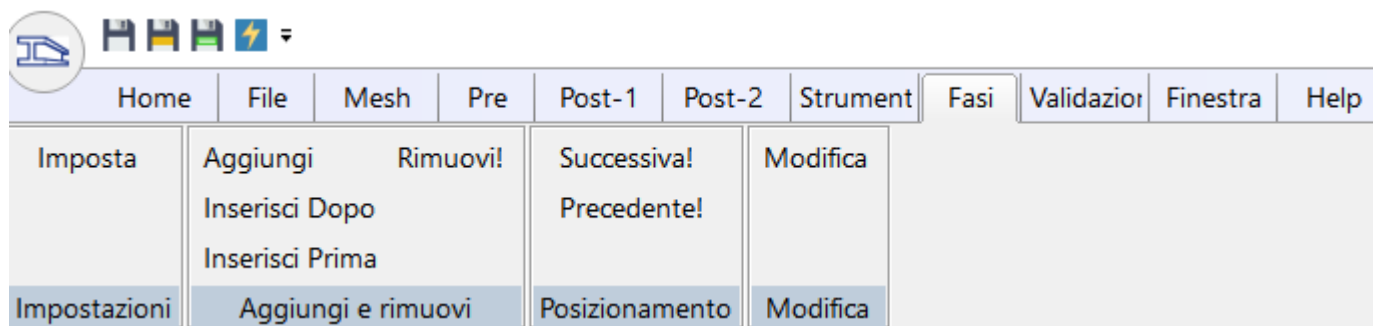 Home File Mesh Pre Post-1 Post-2 Strument Fasi Validazior Finestra Help
Imposta Aggiungi Rimuovi! Successiva! Modifica
Inserisci Dopo Precedente!
Inserisci Prima
Impostazioni Aggiungi e rimuovi Posizionamento Modifica